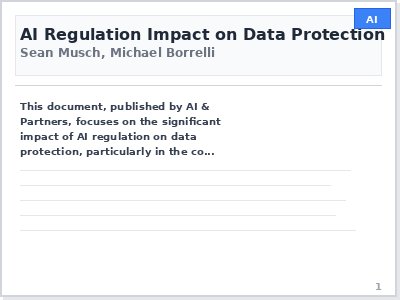 AI
AI Regulation Impact on Data Protection
Sean Musch, Michael Borrelli
This document, published by AI &
Partners, focuses on the significant
impact of AI regulation on data
protection, particularly in the co...
1